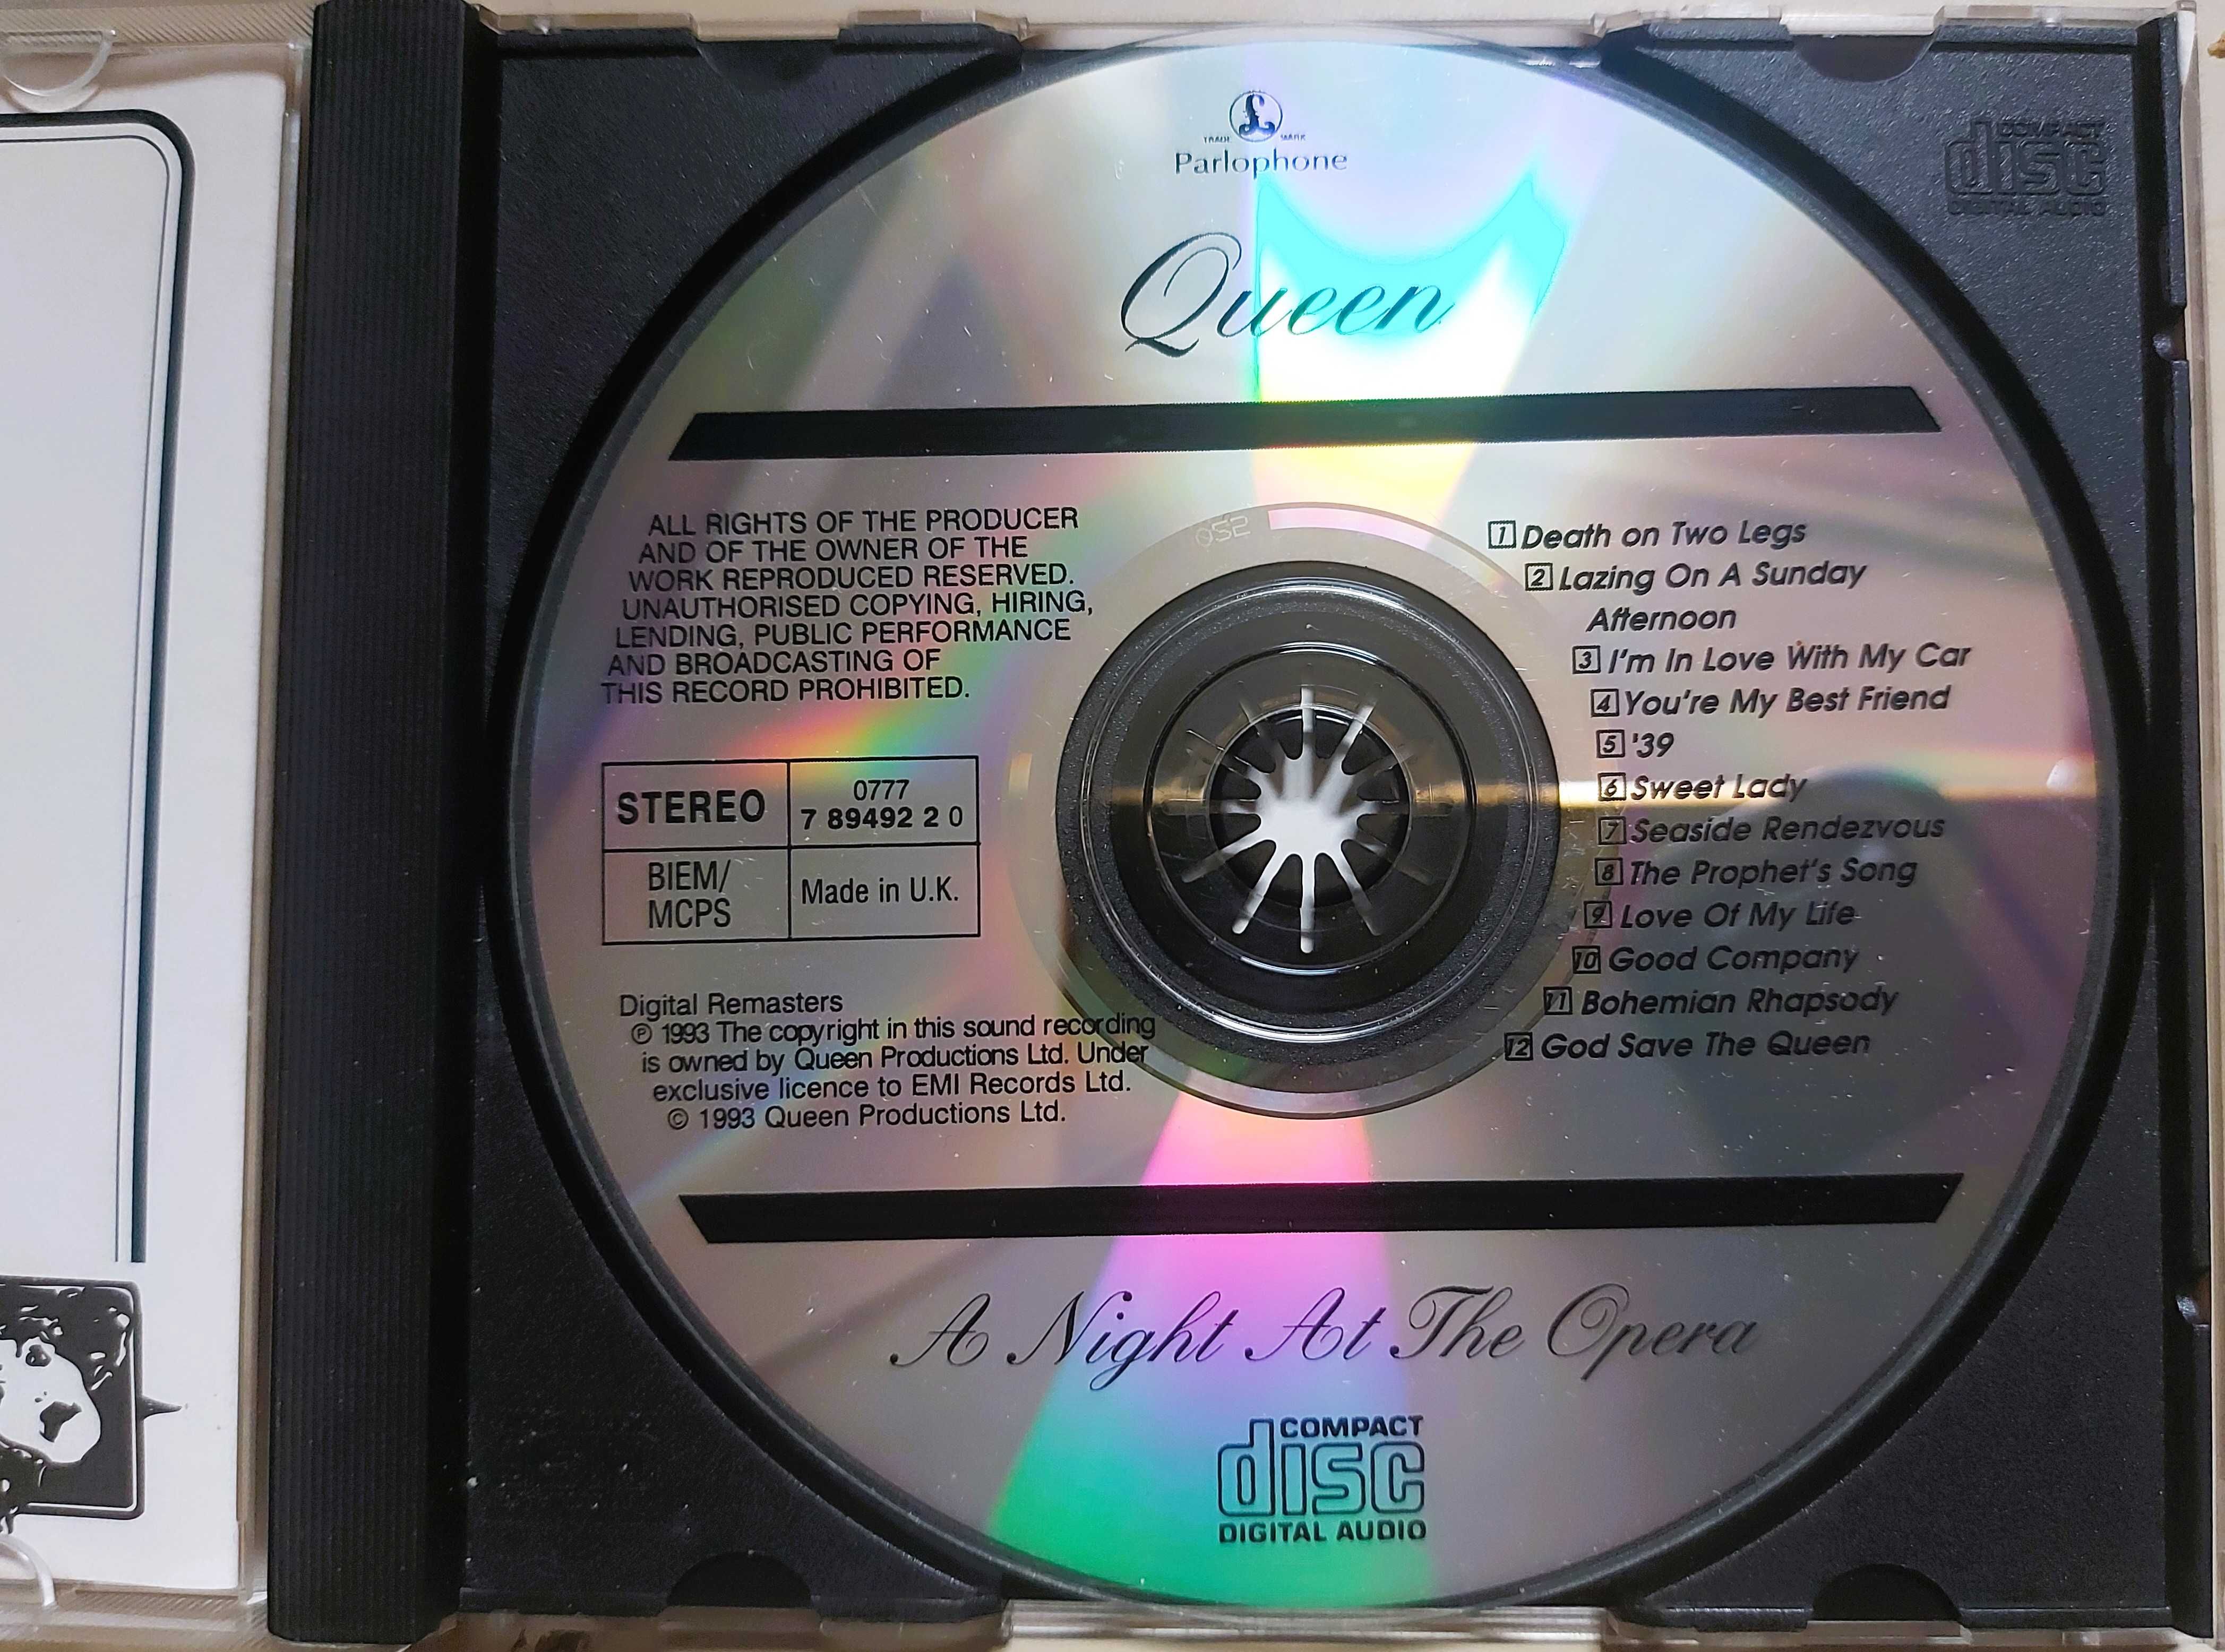 TRADE MARK
Parlophone
Queen
COMPACT
disc
DIGITAL AUDIO
ALL RIGHTS OF THE PRODUCER
AND OF THE OWNER OF THE
WORK REPRODUCED RESERVED.
UNAUTHORISED COPYING, HIRING,
LENDING, PUBLIC PERFORMANCE
AND BROADCASTING OF
THIS RECORD PROHIBITED.
STEREO
0777
7 89492 2 0
BIEM/
MCPS
Made in U.K.
Digital Remasters
℗ 1993 The copyright in this sound recording
is owned by Queen Productions Ltd. Under
exclusive licence to EMI Records Ltd.
© 1993 Queen Productions Ltd.
052
1 Death on Two Legs
2 Lazing On A Sunday
Afternoon
3 I'm In Love With My Car
4 You're My Best Friend
5 '39
6 Sweet Lady
7 Seaside Rendezvous
8 The Prophet's Song
9 Love Of My Life
10 Good Company
11 Bohemian Rhapsody
12 God Save The Queen
A Night At The Opera
COMPACT
disc
DIGITAL AUDIO